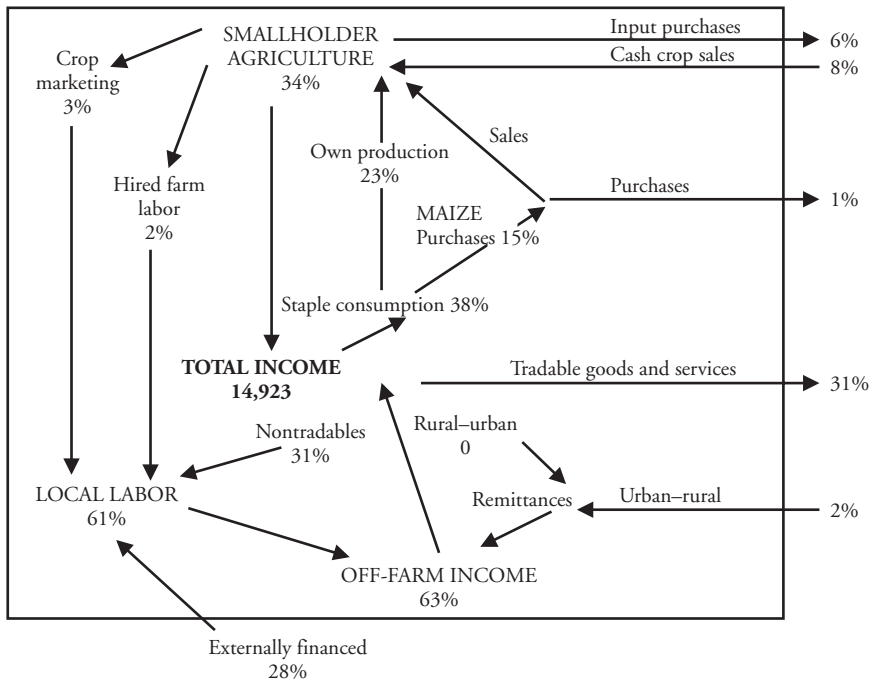 SMALLHOLDER
AGRICULTURE
34%
Input purchases
6%
Cash crop sales
8%
Crop
marketing
3%
Hired farm
labor
2%
Own production
23%
Sales
MAIZE
Purchases 15%
Purchases
1%
Staple consumption 38%
TOTAL INCOME
14,923
Tradable goods and services
31%
Nontradables
31%
Rural–urban
0
Remittances
Urban–rural
2%
LOCAL LABOR
61%
OFF-FARM INCOME
63%
Externally financed
28%